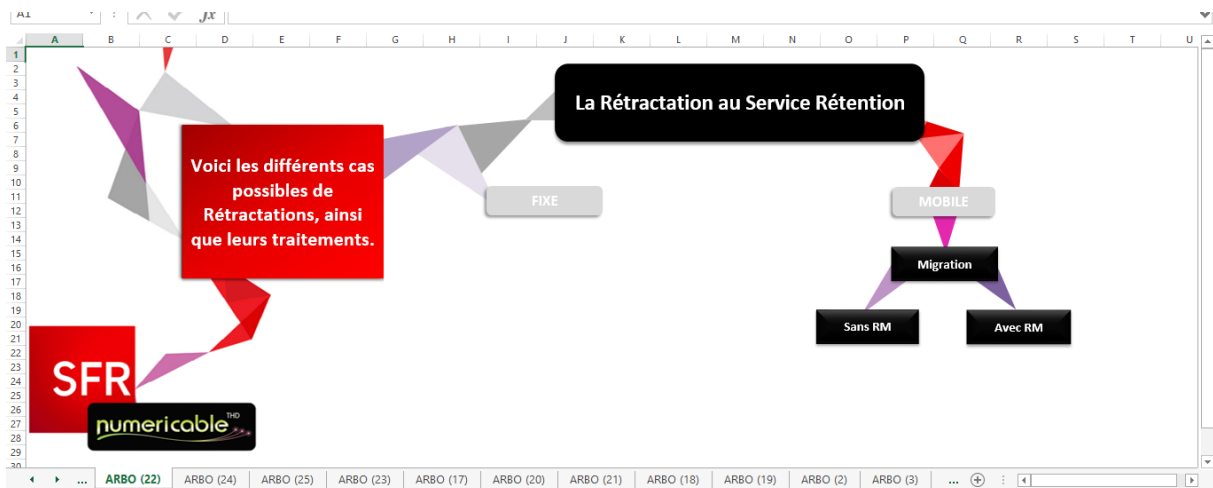 A1
fx
A B C D E F G H I J K L M N O P Q R S T U
1
2
3
4
5
6
7
8
9
10
11
12
13
14
15
16
17
18
19
20
21
22
23
24
25
26
27
28
29
30
La Rétractation au Service Rétention
Voici les différents cas
possibles de
Rétractations, ainsi
que leurs traitements.
FIXE
MOBILE
Migration
Sans RM
Avec RM
SFR
numericable THD
... ARBO (22) ARBO (24) ARBO (25) ARBO (23) ARBO (17) ARBO (20) ARBO (21) ARBO (18) ARBO (19) ARBO (2) ARBO (3) ...